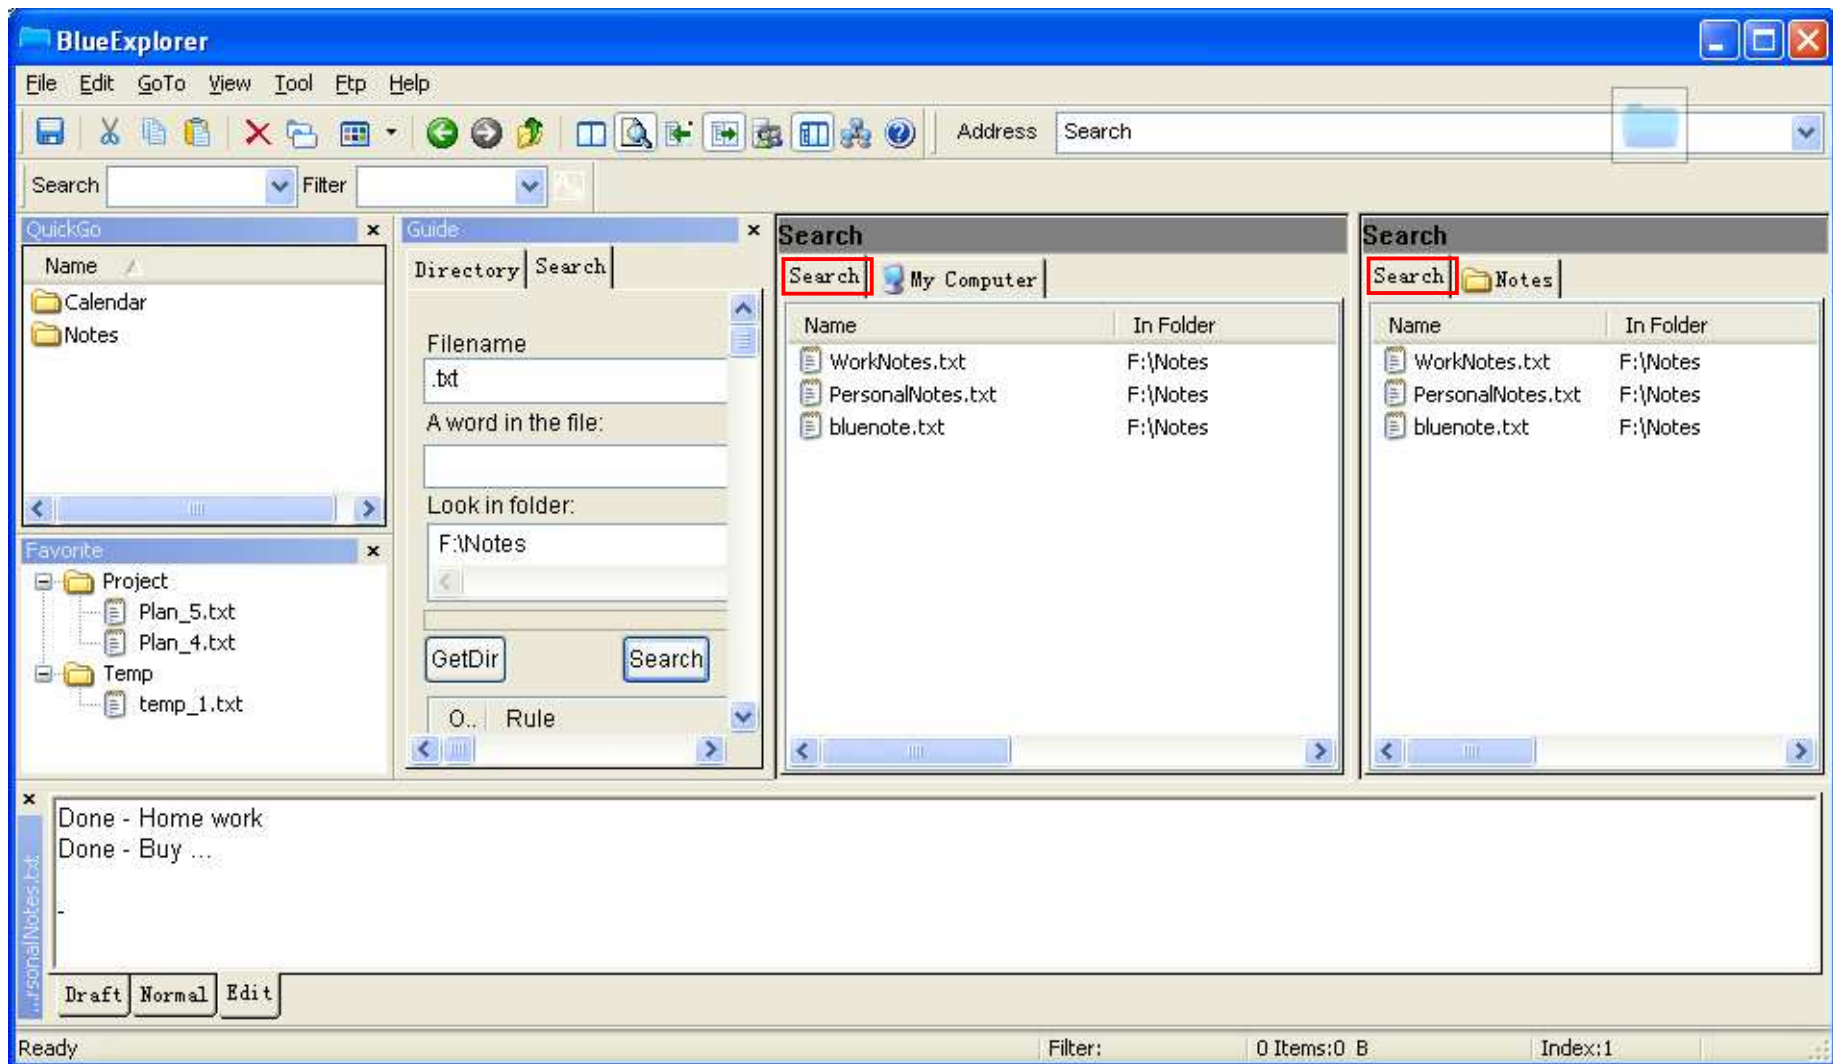 BlueExplorer
File Edit GoTo View Tool Ftp Help
Address Search
Search Filter
QuickGo
Name
Calendar
Notes
Favorite
Project
Plan_5.txt
Plan_4.txt
Temp
temp_1.txt
Guide
Directory Search
Filename
.txt
A word in the file:
Look in folder:
F:\Notes
GetDir Search
O.. Rule
Search
Search My Computer
Name In Folder
WorkNotes.txt F:\Notes
PersonalNotes.txt F:\Notes
bluenote.txt F:\Notes
Search
Search Notes
Name In Folder
WorkNotes.txt F:\Notes
PersonalNotes.txt F:\Notes
bluenote.txt F:\Notes
...rsonalNotes.txt
Done - Home work
Done - Buy ...
-
Draft Normal Edit
Ready Filter: 0 Items:0 B Index:1